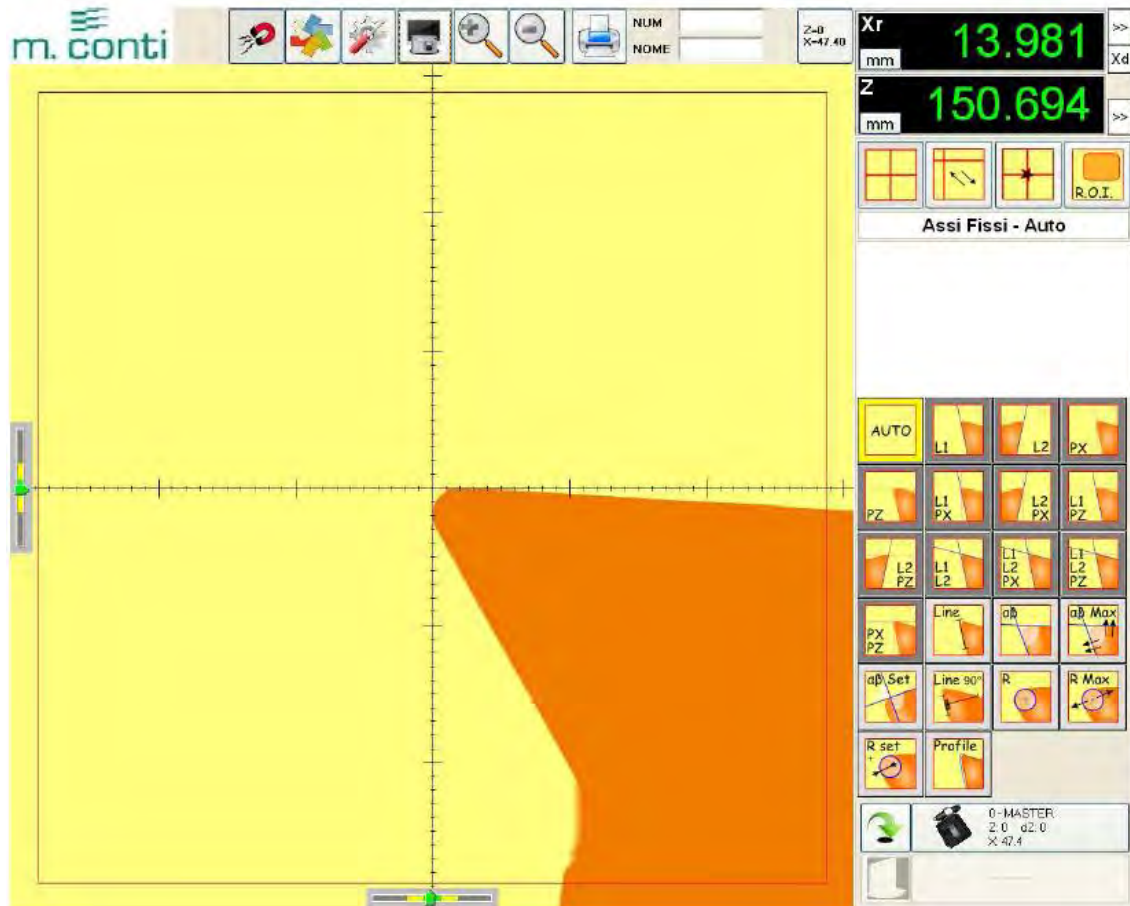 m. conti
NUM
NOME
Z=0
X=47.40
Xr
mm
13.981
>>
Xd
Z
mm
150.694
>>
R.O.I.
Assi Fissi - Auto
AUTO
L1
L2
PX
PZ
L1
PX
L2
PX
L1
PZ
L2
PZ
L1
L2
L1
L2
PX
L1
L2
PZ
PX
PZ
Line
αβ
αβ Max
αβ Set
Line 90°
R
R Max
R set
Profile
0-MASTER
Z: 0 d2: 0
X: 47.4